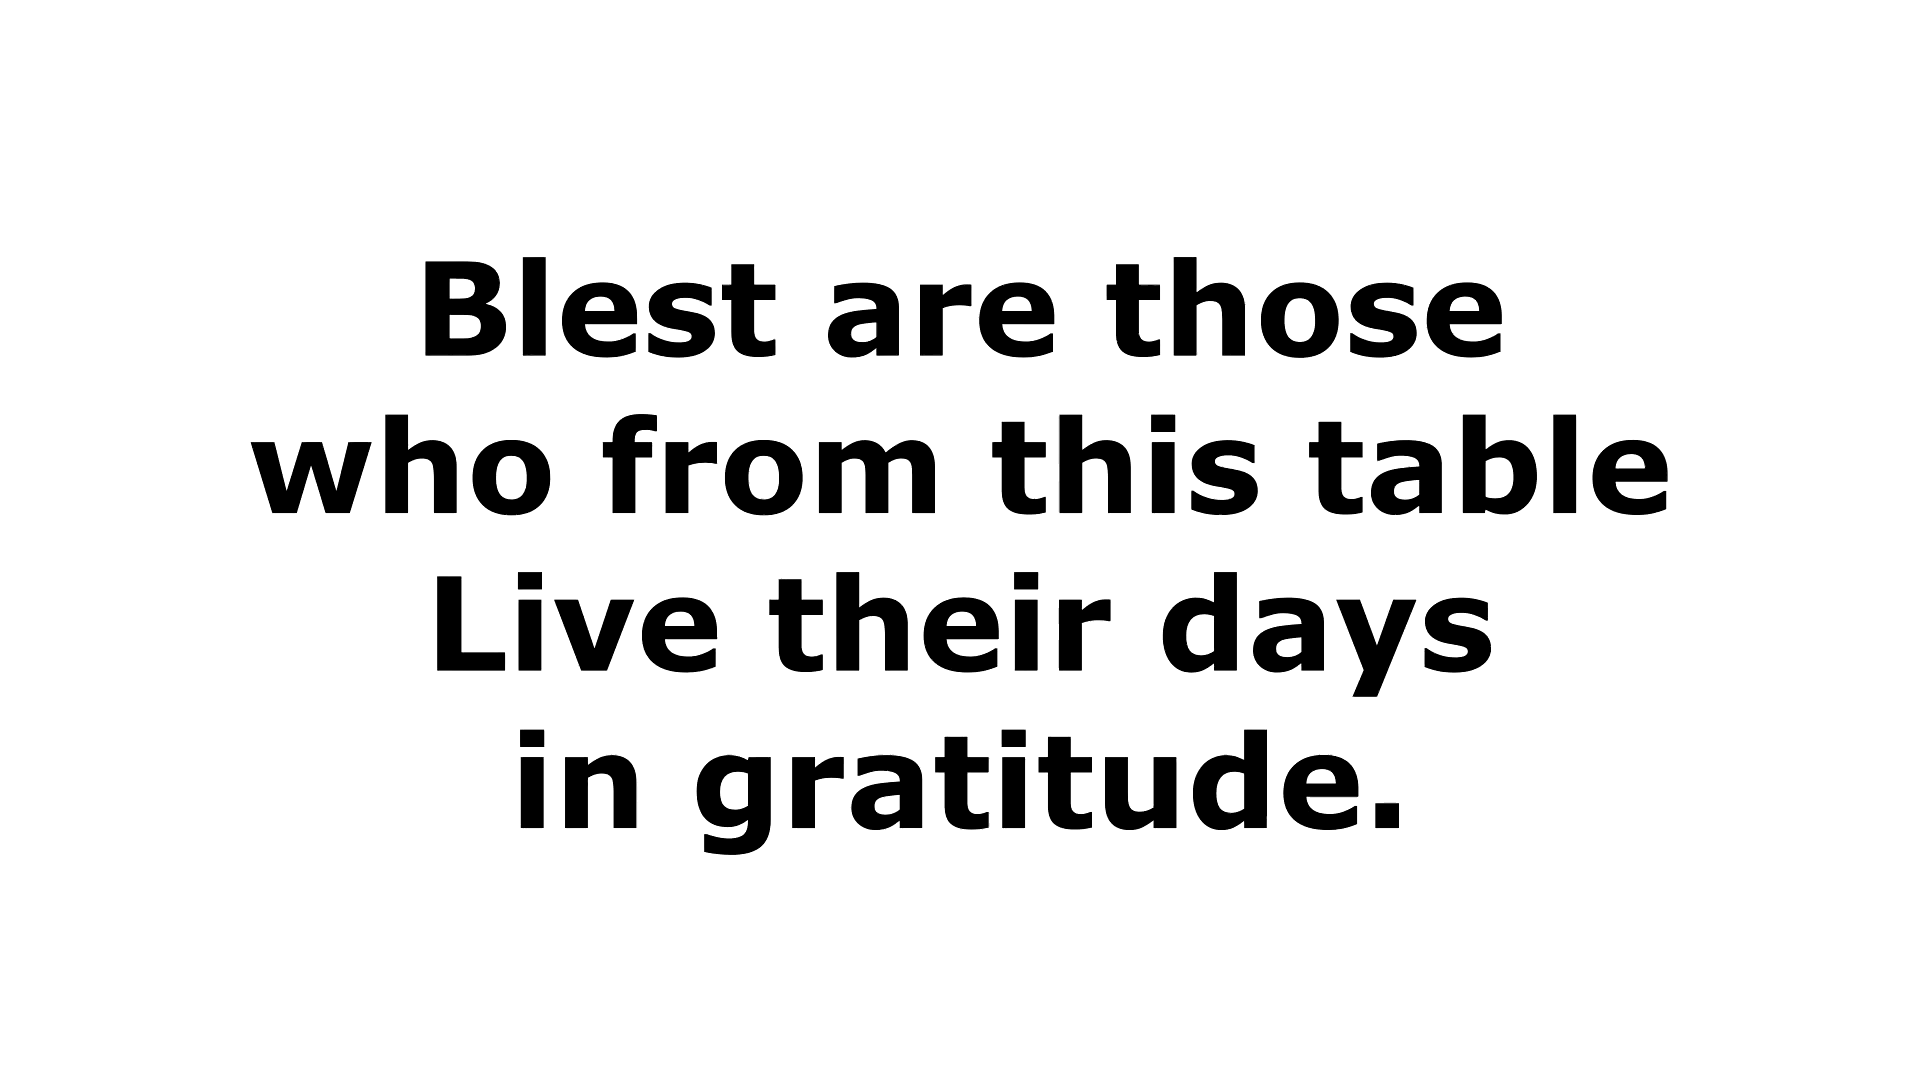 Blest are those
who from this table
Live their days
in gratitude.